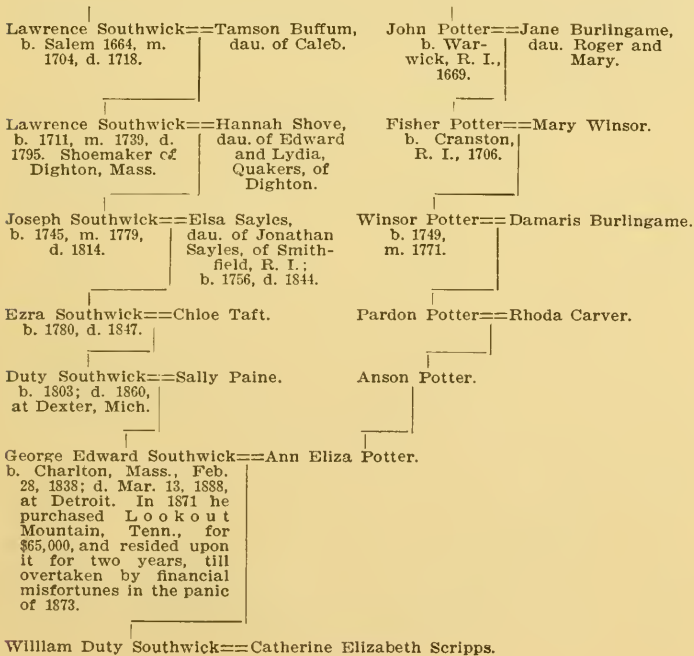 Lawrence Southwick==Tamson Buffum,
b. Salem 1664, m.
1704, d. 1718.
dau. of Caleb.
John Potter==Jane Burlingame,
b. War-
wick, R. I.,
1669.
dau. Roger and
Mary.
Lawrence Southwick==Hannah Shove,
b. 1711, m. 1739, d.
1795. Shoemaker of
Dighton, Mass.
dau. of Edward
and Lydia,
Quakers, of
Dighton.
Fisher Potter==Mary Winsor.
b. Cranston,
R. I., 1706.
Joseph Southwick==Elsa Sayles,
b. 1745, m. 1779,
d. 1814.
dau. of Jonathan
Sayles, of Smith-
field, R. I.;
b. 1756, d. 1844.
Winsor Potter==Damaris Burlingame.
b. 1749,
m. 1771.
Ezra Southwick==Chloe Taft.
b. 1780, d. 1847.
Pardon Potter==Rhoda Carver.
Duty Southwick==Sally Paine.
b. 1803; d. 1860,
at Dexter, Mich.
Anson Potter.
George Edward Southwick==Ann Eliza Potter.
b. Charlton, Mass., Feb.
28, 1838; d. Mar. 13, 1888,
at Detroit. In 1871 he
purchased Lookout
Mountain, Tenn., for
$65,000, and resided upon
it for two years, till
overtaken by financial
misfortunes in the panic
of 1873.
William Duty Southwick==Catherine Elizabeth Scripps.